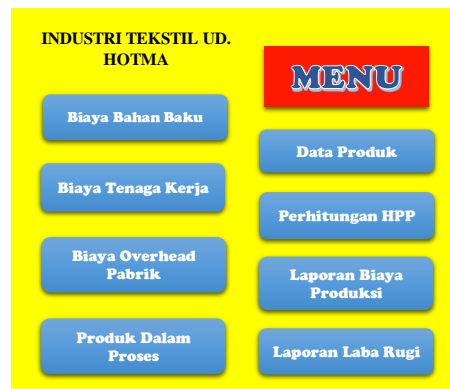 INDUSTRI TEKSTIL UD.
HOTMA
MENU
Biaya Bahan Baku
Biaya Tenaga Kerja
Biaya Overhead
Pabrik
Produk Dalam
Proses
Data Produk
Perhitungan HPP
Laporan Biaya
Produksi
Laporan Laba Rugi